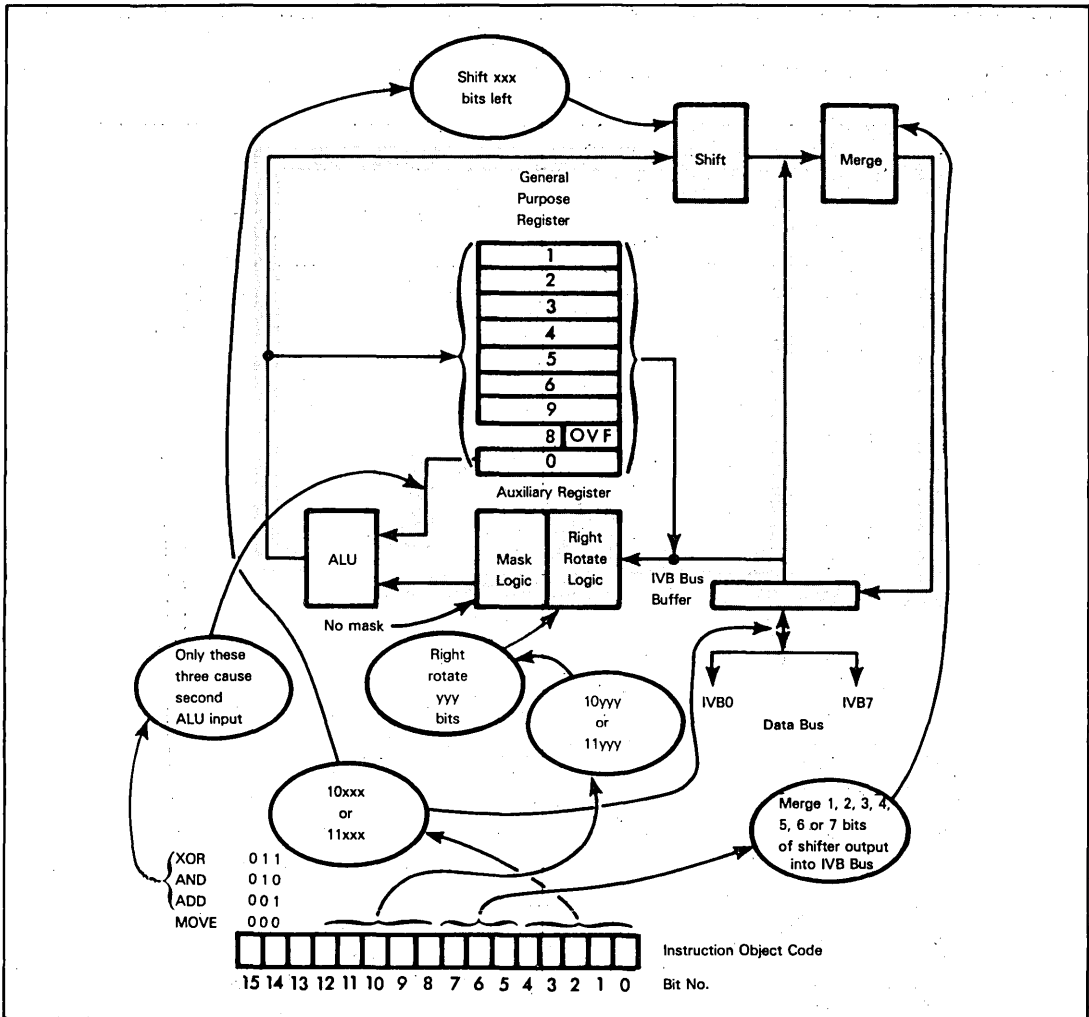 Shift xxx
bits left
Shift
Merge
General
Purpose
Register
1
2
3
4
5
6
9
8 OVF
0
Auxiliary Register
ALU
Mask
Logic
Right
Rotate
Logic
IVB Bus
Buffer
No mask
Only these
three cause
second
ALU input
Right
rotate
yyy
bits
10yyy
or
11yyy
IVB0
IVB7
Data Bus
10xxx
or
11xxx
Merge 1, 2, 3, 4,
5, 6 or 7 bits
of shifter output
into IVB Bus
XOR 011
AND 010
ADD 001
MOVE 000
Instruction Object Code
15 14 13 12 11 10 9 8 7 6 5 4 3 2 1 0 Bit No.